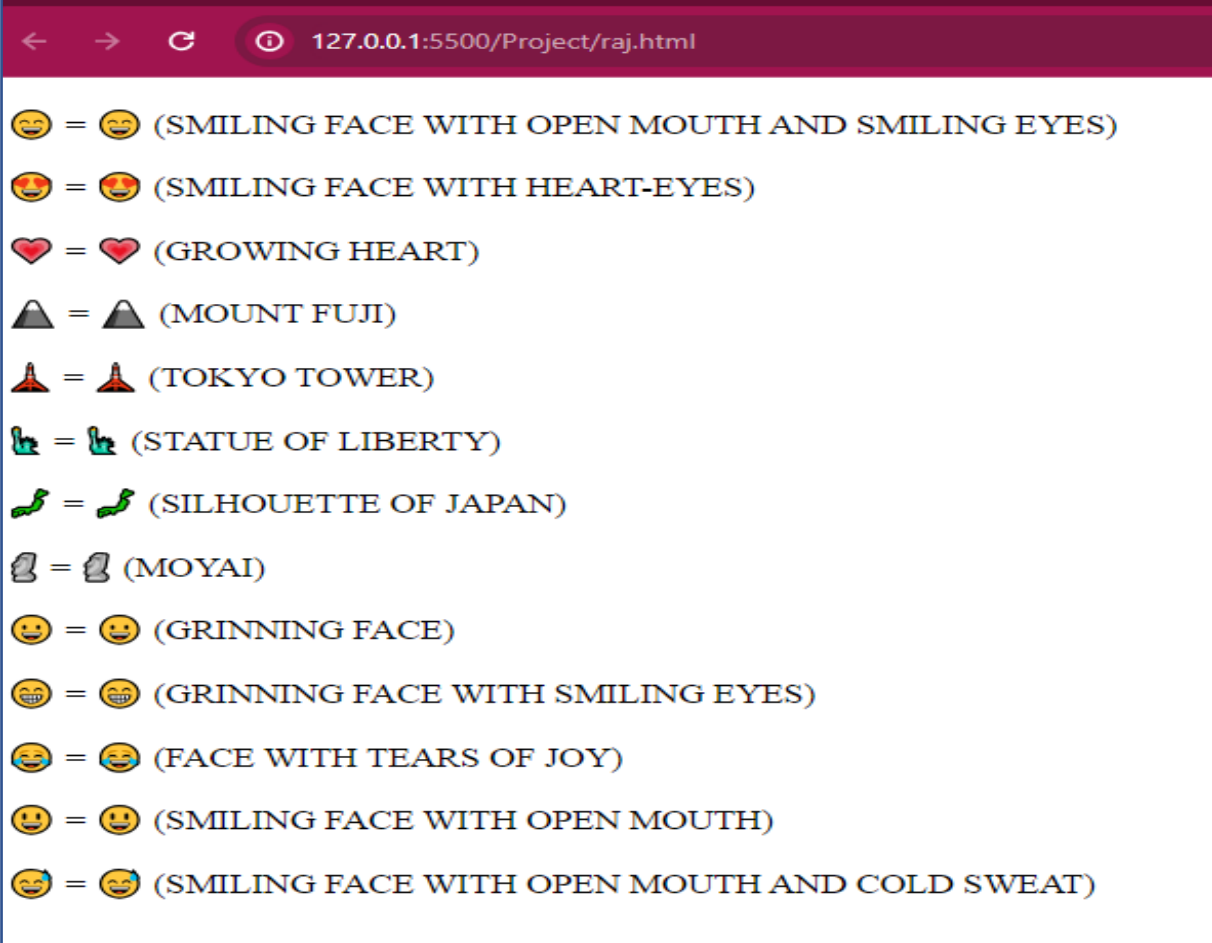 127.0.0.1:5500/Project/raj.html
😄 = 😄 (SMILING FACE WITH OPEN MOUTH AND SMILING EYES)
😍 = 😍 (SMILING FACE WITH HEART-EYES)
💗 = 💗 (GROWING HEART)
🗻 = 🗻 (MOUNT FUJI)
🗼 = 🗼 (TOKYO TOWER)
🗽 = 🗽 (STATUE OF LIBERTY)
🗾 = 🗾 (SILHOUETTE OF JAPAN)
🗿 = 🗿 (MOYAI)
😀 = 😀 (GRINNING FACE)
😁 = 😁 (GRINNING FACE WITH SMILING EYES)
😂 = 😂 (FACE WITH TEARS OF JOY)
😃 = 😃 (SMILING FACE WITH OPEN MOUTH)
😅 = 😅 (SMILING FACE WITH OPEN MOUTH AND COLD SWEAT)